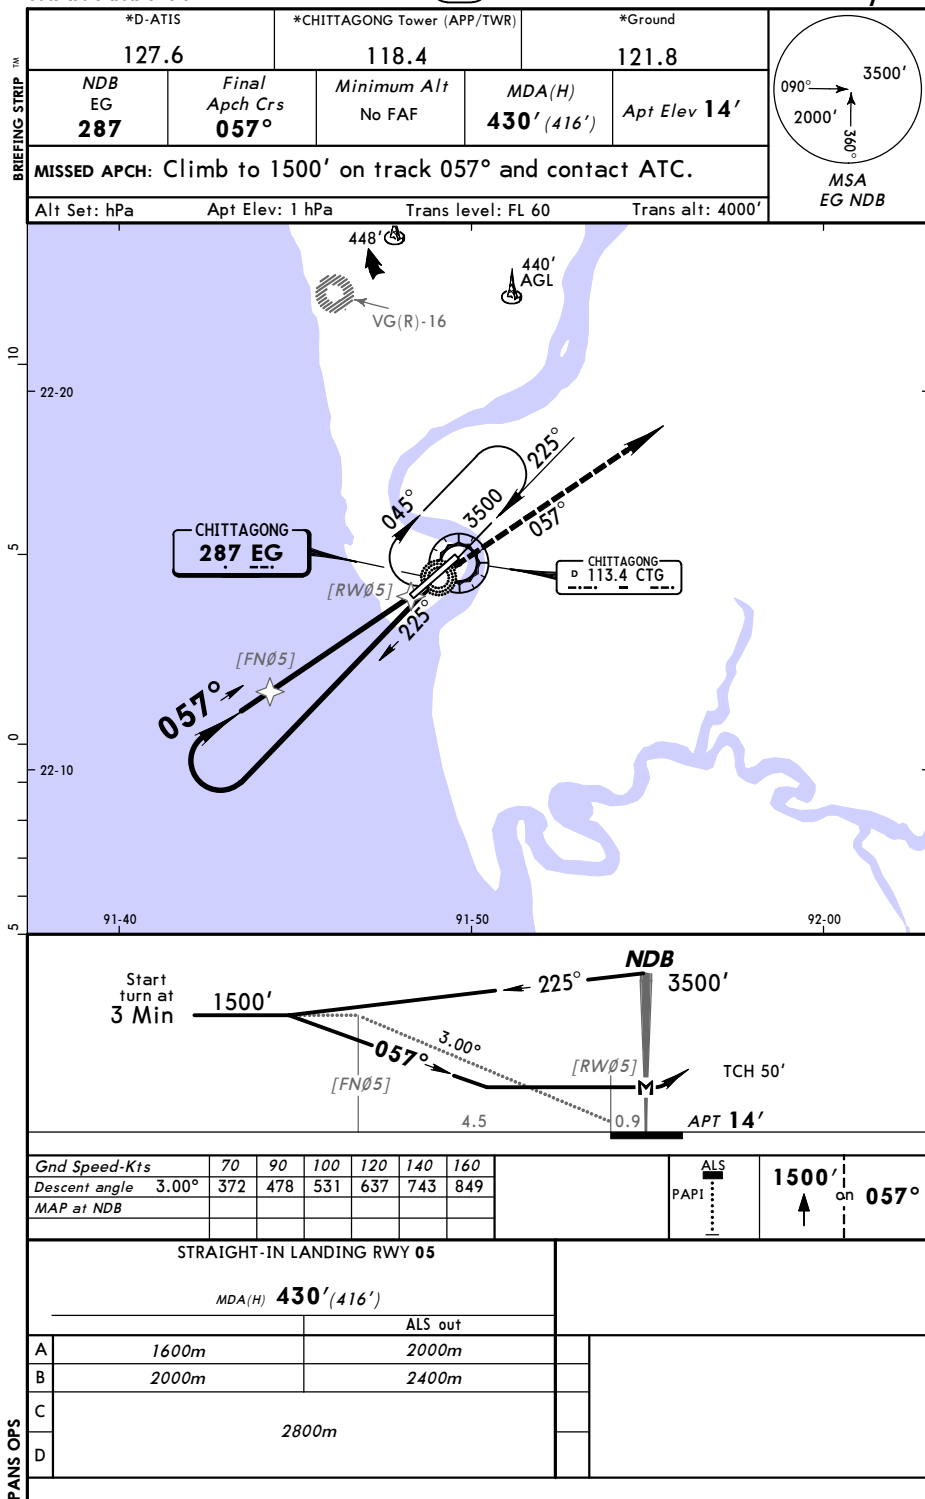 *D-ATIS
127.6
*CHITTAGONG Tower (APP/TWR)
118.4
*Ground
121.8
BRIEFING STRIP ™
NDB
EG
287
Final
Apch Crs
057°
Minimum Alt
No FAF
MDA(H)
430' (416')
Apt Elev 14'
MISSED APCH: Climb to 1500' on track 057° and contact ATC.
Alt Set: hPa Apt Elev: 1 hPa Trans level: FL 60 Trans alt: 4000'
090°
3500'
2000'
360°
MSA
EG NDB
448'
440'
AGL
VG(R)-16
10
22-20
225°
045°
3500
057°
CHITTAGONG
287 EG
5
CHITTAGONG
D 113.4 CTG
[RWØ5]
225°
[FNØ5]
057°
0
22-10
5
91-40
91-50
92-00
NDB
Start
turn at
3 Min
1500'
225°
3500'
3.00°
057°
[FNØ5]
[RWØ5]
M
TCH 50'
4.5
0.9
APT 14'
Gnd Speed-Kts 70 90 100 120 140 160
Descent angle 3.00° 372 478 531 637 743 849
MAP at NDB
ALS
PAPI
1500' on 057°
STRAIGHT-IN LANDING RWY 05
MDA(H) 430' (416')
ALS out
A 1600m 2000m
B 2000m 2400m
C
2800m
D
PANS OPS